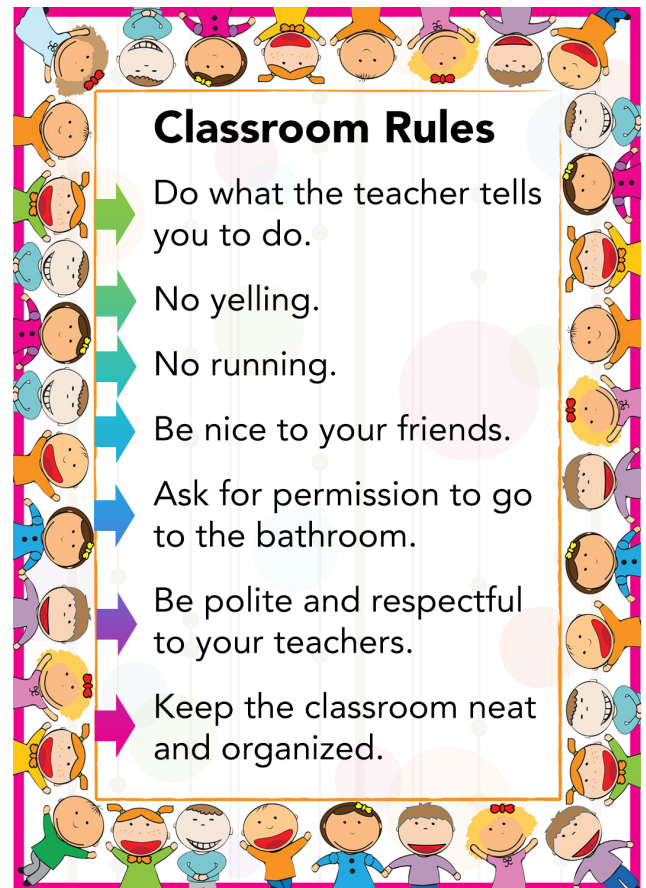 Classroom Rules
Do what the teacher tells
you to do.
No yelling.
No running.
Be nice to your friends.
Ask for permission to go
to the bathroom.
Be polite and respectful
to your teachers.
Keep the classroom neat
and organized.